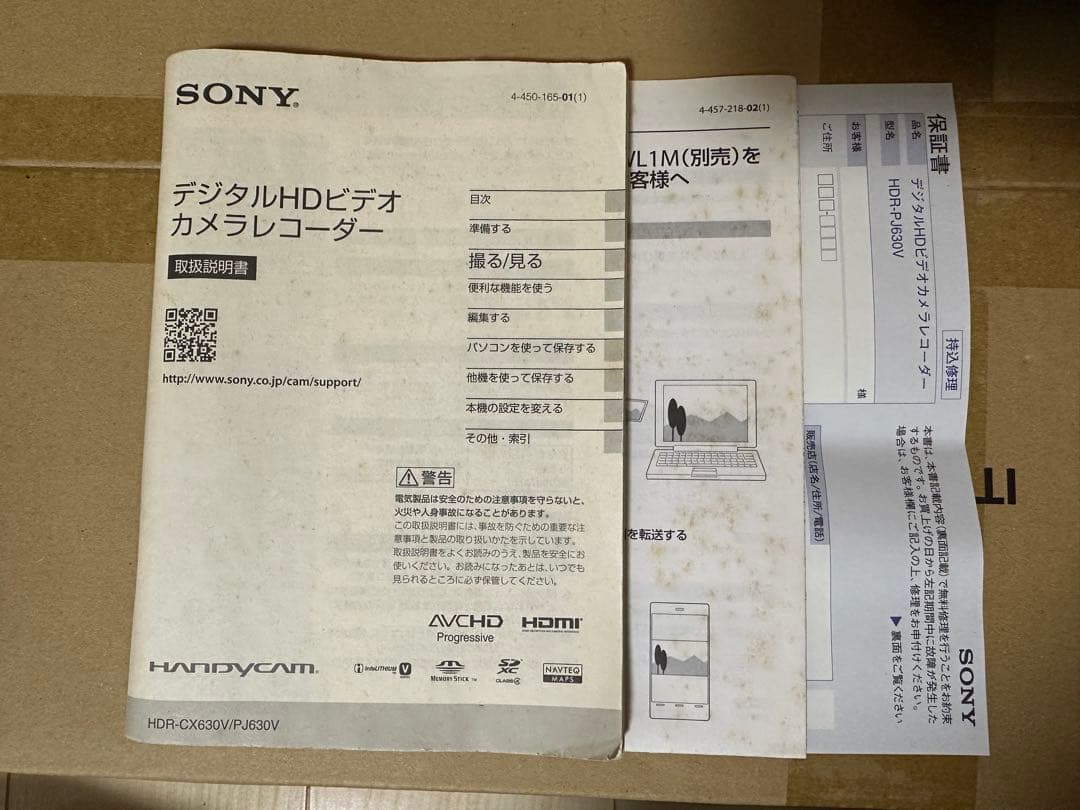 SONY®
4-450-165-01(1)
デジタルHDビデオ
カメラレコーダー
取扱説明書
http://www.sony.co.jp/cam/support/
目次
準備する
撮る/見る
便利な機能を使う
編集する
パソコンを使って保存する
他機を使って保存する
本機の設定を変える
その他・索引
警告
電気製品は安全のための注意事項を守らないと、
火災や人身事故になることがあります。
この取扱説明書には、事故を防ぐための重要な注
意事項と製品の取り扱いかたを示しています。
取扱説明書をよくお読みのうえ、製品を安全にお
使いください。お読みになったあとは、いつでも
見られるところに必ず保管してください。
AVCHD
Progressive
HDMI
HANDYCAM®
InfoLITHIUM V
MEMORY STICK™
SD
XC
CLASS④
NAVTEQ
MAPS
HDR-CX630V/PJ630V
4-457-218-02(1)
VL1M(別売)を
客様へ
を転送する
保証書
品名
デジタルHDビデオカメラレコーダー
型名
HDR-PJ630V
お客様
様
ご住所
持込修理
販売店(店名/住所/電話)
本書は、本書記載内容(裏面記載)で無料修理を行うことをお約束
するものです。お買上げの日から左記期間中に故障が発生した
場合は、お客様欄にご記入の上、修理をお申付けください。
▶裏面をご覧ください
SONY